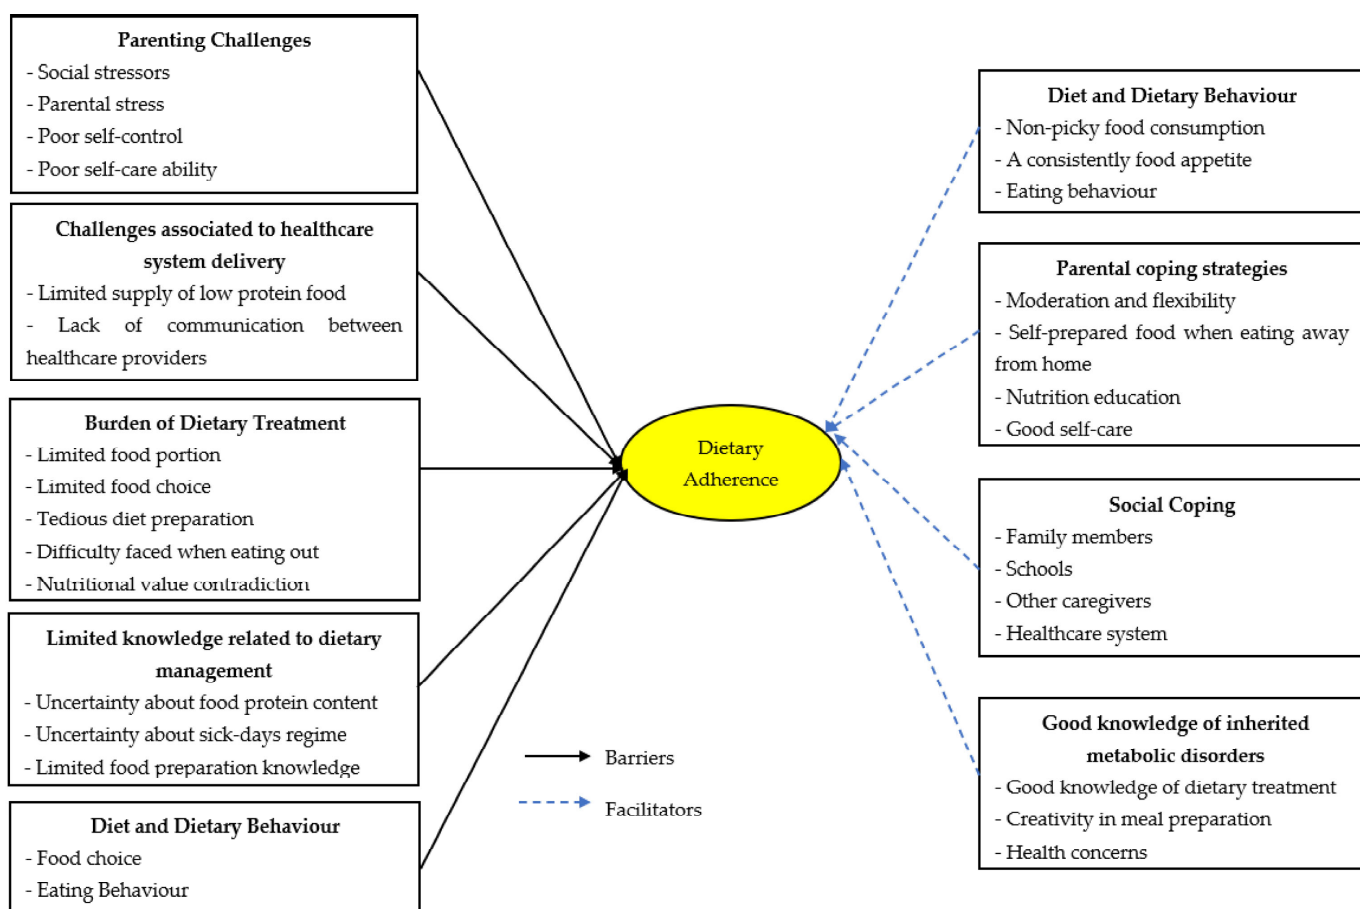 Parenting Challenges
- Social stressors
- Parental stress
- Poor self-control
- Poor self-care ability
Challenges associated to healthcare
system delivery
- Limited supply of low protein food
- Lack of communication between
healthcare providers
Burden of Dietary Treatment
- Limited food portion
- Limited food choice
- Tedious diet preparation
- Difficulty faced when eating out
- Nutritional value contradiction
Limited knowledge related to dietary
management
- Uncertainty about food protein content
- Uncertainty about sick-days regime
- Limited food preparation knowledge
Diet and Dietary Behaviour
- Food choice
- Eating Behaviour
Dietary
Adherence
Barriers
Facilitators
Diet and Dietary Behaviour
- Non-picky food consumption
- A consistently food appetite
- Eating behaviour
Parental coping strategies
- Moderation and flexibility
- Self-prepared food when eating away
from home
- Nutrition education
- Good self-care
Social Coping
- Family members
- Schools
- Other caregivers
- Healthcare system
Good knowledge of inherited
metabolic disorders
- Good knowledge of dietary treatment
- Creativity in meal preparation
- Health concerns